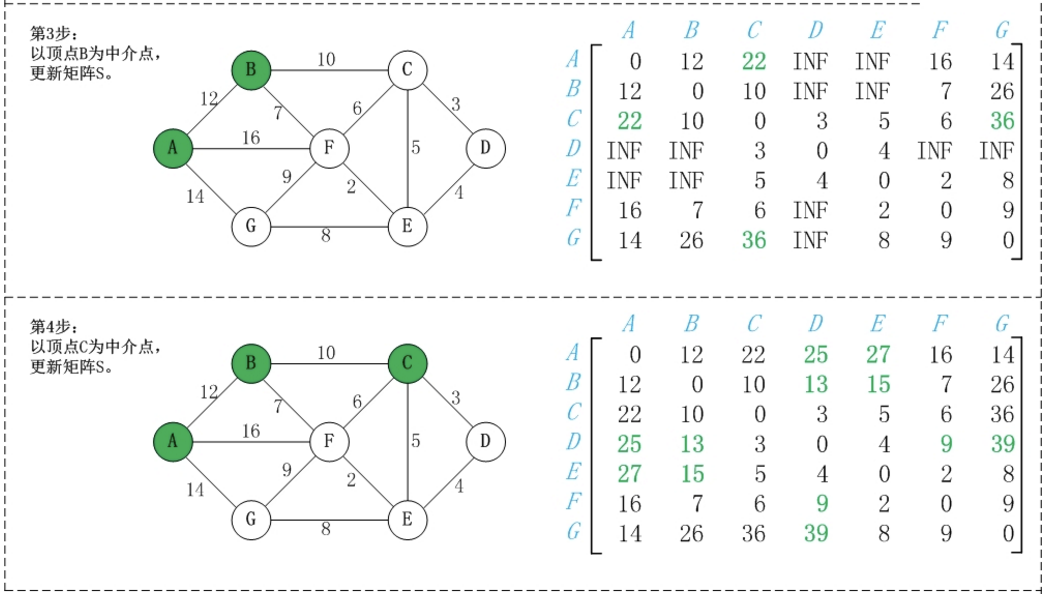 第3步:
以顶点B为中介点,
更新矩阵S。
B
10
C
12
7
6
3
A
16
F
5
D
14
9
2
4
G
8
E
A B C D E F G
A 0 12 22 INF INF 16 14
B 12 0 10 INF INF 7 26
C 22 10 0 3 5 6 36
D INF INF 3 0 4 INF INF
E INF INF 5 4 0 2 8
F 16 7 6 INF 2 0 9
G 14 26 36 INF 8 9 0
第4步:
以顶点C为中介点,
更新矩阵S。
B
10
C
12
7
6
3
A
16
F
5
D
14
9
2
4
G
8
E
A B C D E F G
A 0 12 22 25 27 16 14
B 12 0 10 13 15 7 26
C 22 10 0 3 5 6 36
D 25 13 3 0 4 9 39
E 27 15 5 4 0 2 8
F 16 7 6 9 2 0 9
G 14 26 36 39 8 9 0